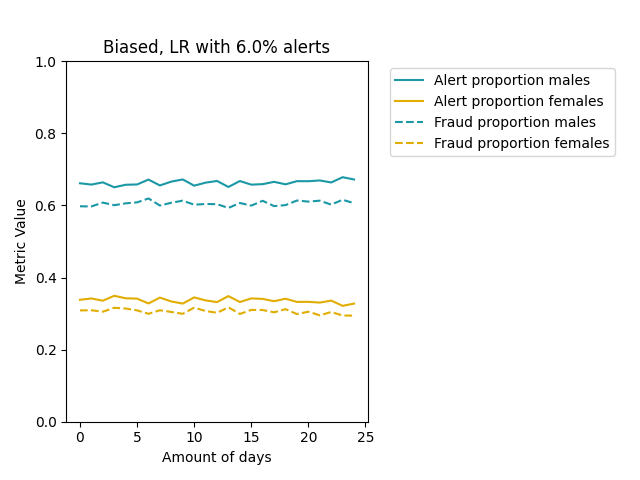 Biased, LR with 6.0% alerts
Alert proportion males
Alert proportion females
Fraud proportion males
Fraud proportion females
Metric Value
1.0
0.8
0.6
0.4
0.2
0.0
0 5 10 15 20 25
Amount of days